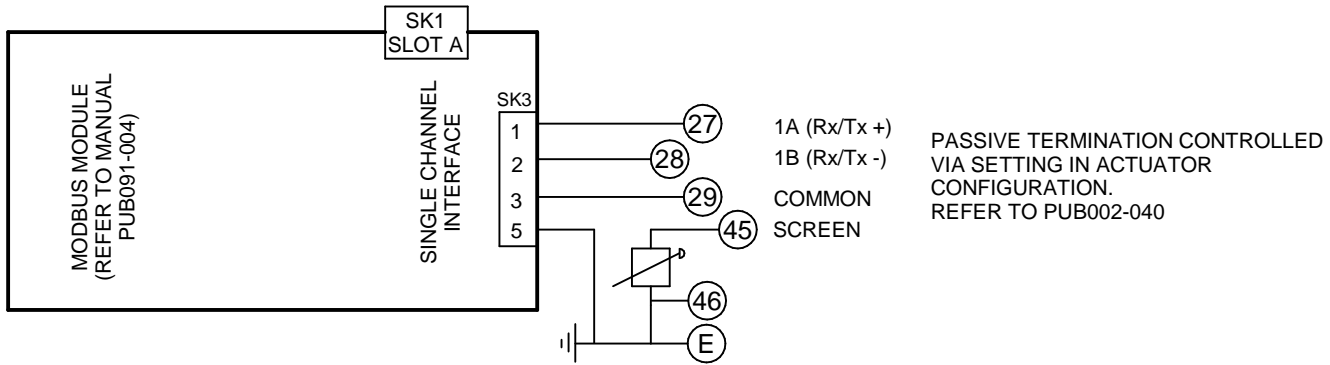 SK1
SLOT A
MODBUS MODULE
(REFER TO MANUAL
PUB091-004)
SINGLE CHANNEL
INTERFACE
SK3
1
2
3
5
27
28
29
45
46
E
1A (Rx/Tx +)
1B (Rx/Tx -)
COMMON
SCREEN
PASSIVE TERMINATION CONTROLLED
VIA SETTING IN ACTUATOR
CONFIGURATION.
REFER TO PUB002-040